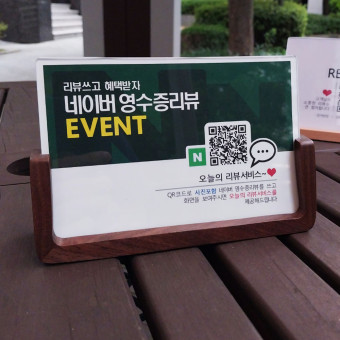 리뷰쓰고 혜택받자
네이버 영수증리뷰
EVENT
N
오늘의 리뷰서비스~
QR코드로 사진포함 네이버 영수증리뷰를 쓰고
화면을 보여주시면 오늘의 리뷰서비스를
제공해드립니다
RE